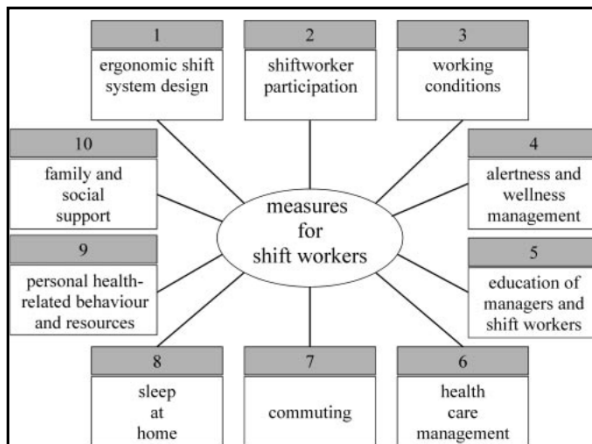 1
ergonomic shift
system design
2
shiftworker
participation
3
working
conditions
10
family and
social
support
measures
for
shift workers
4
alertness and
wellness
management
9
personal health-
related behaviour
and resources
5
education of
managers and
shift workers
8
sleep
at
home
7
commuting
6
health
care
management